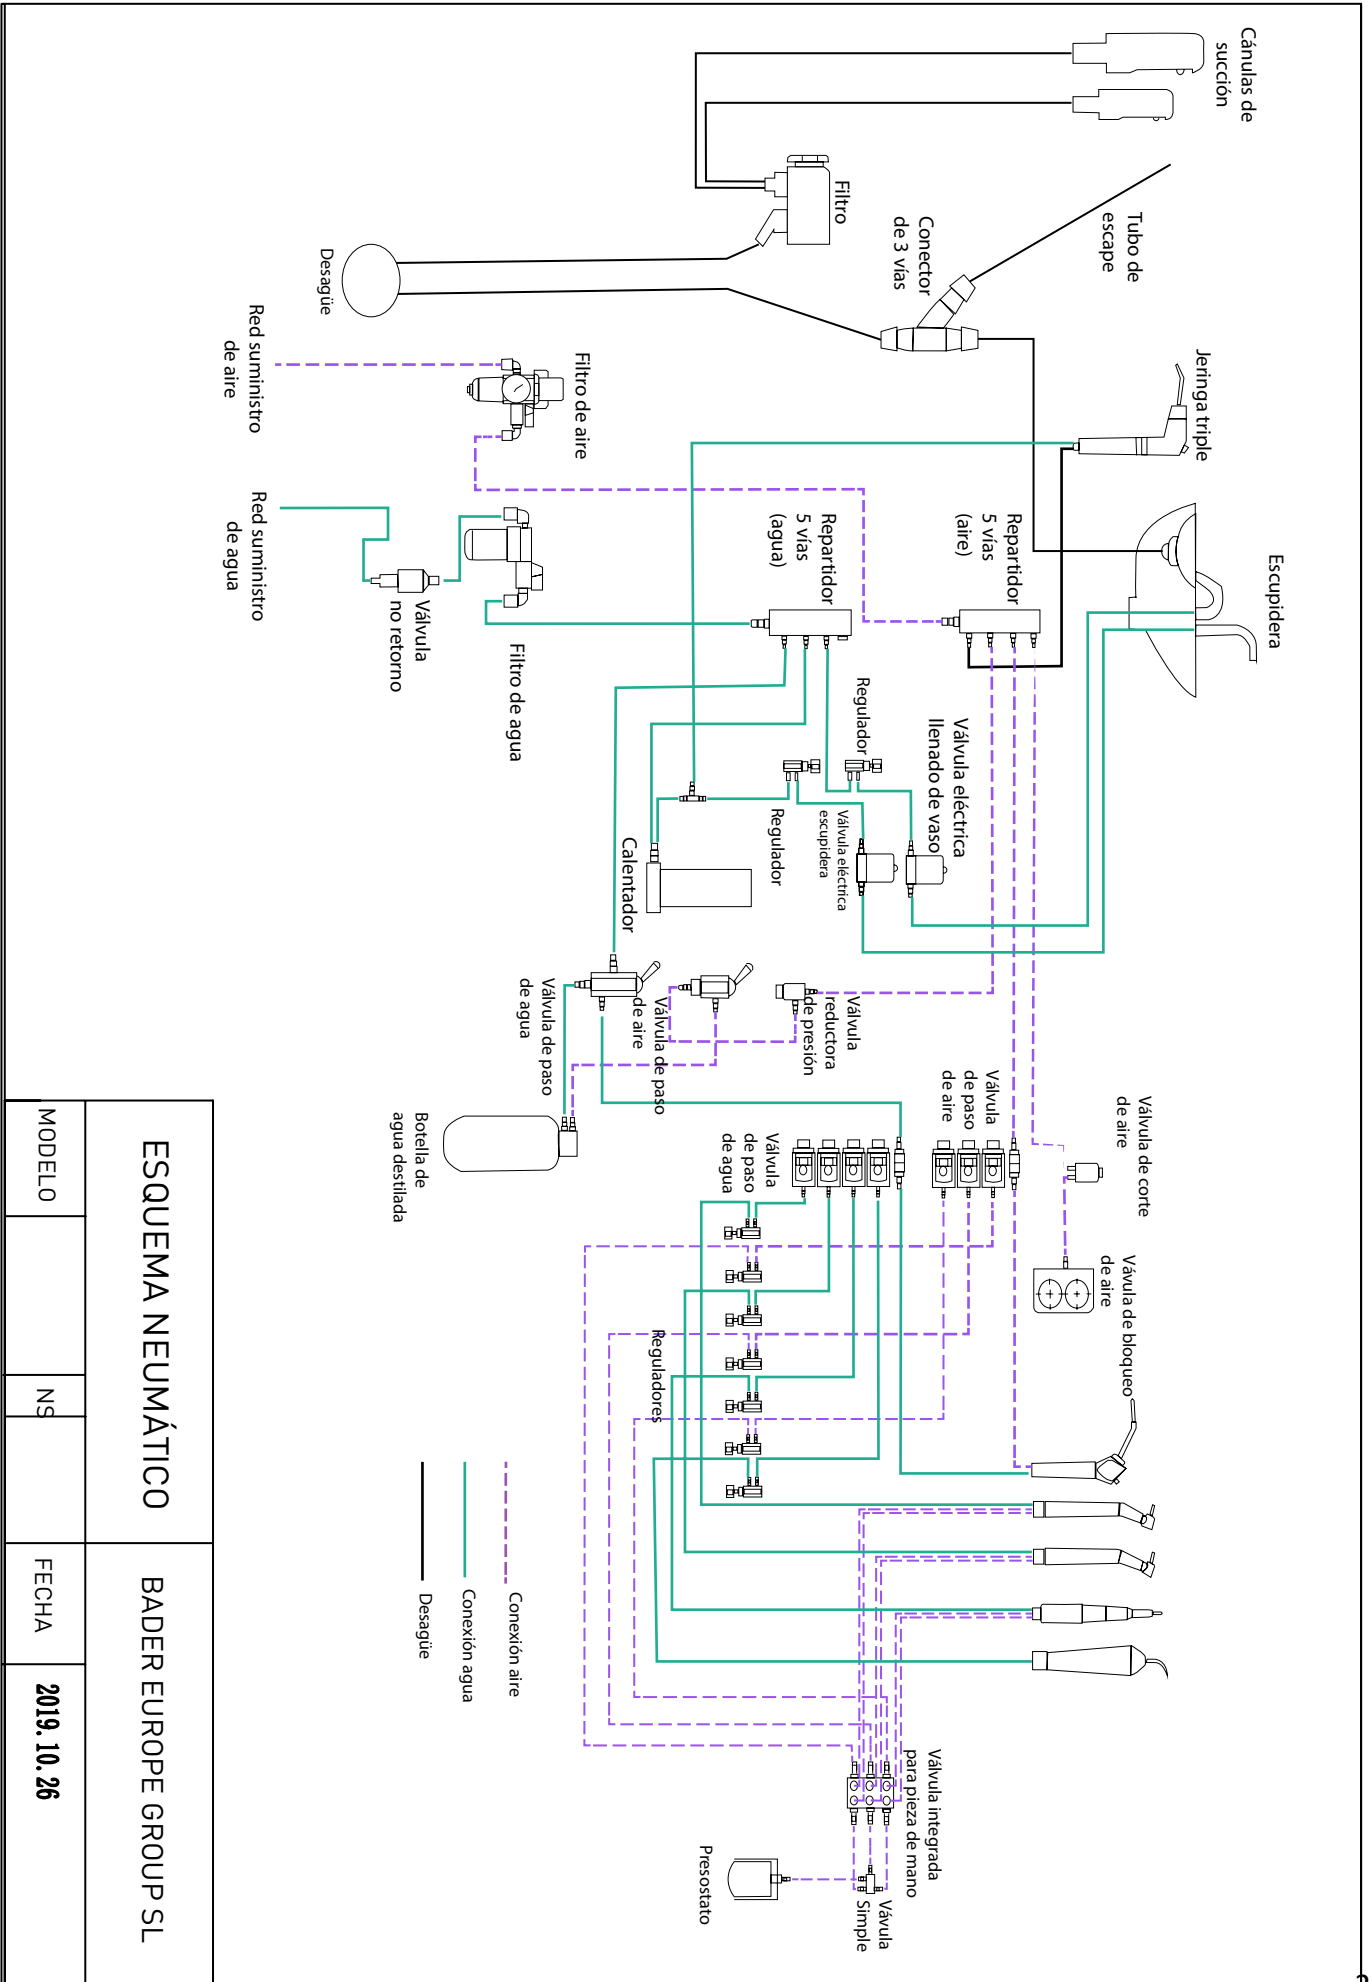 Cánulas de
succión
Filtro
Tubo de
escape
Conector
de 3 vías
Desagüe
Jeringa triple
Escupidera
Red suministro
de aire
Filtro de aire
Red suministro
de agua
Válvula
no retorno
Filtro de agua
Repartidor
5 vías
(agua)
Repartidor
5 vías
(aire)
Regulador
Válvula eléctrica
llenado de vaso
Regulador
Válvula eléctrica
escupidera
Calentador
Válvula de paso
de agua
Válvula de paso
de aire
Válvula
reductora
de presión
Botella de
agua destilada
Válvula
de paso
de agua
Válvula
de paso
de aire
Válvula de corte
de aire
Vávula de bloqueo
de aire
Reguladores
Válvula integrada
para pieza de mano
Vávula
Simple
Presostato
Conexión aire
Conexión agua
Desagüe
ESQUEMA NEUMÁTICO
BADER EUROPE GROUP SL
MODELO
NS
FECHA
2019.10.26